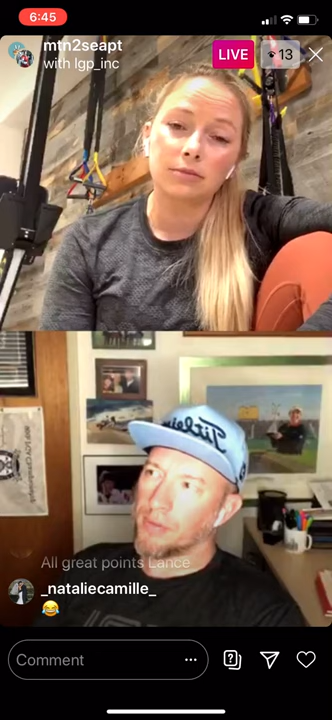 6:45
mtn2seapt
with lgp_inc
LIVE
13
Titleist
All great points Lance
_nataliecamille_
😂
Comment